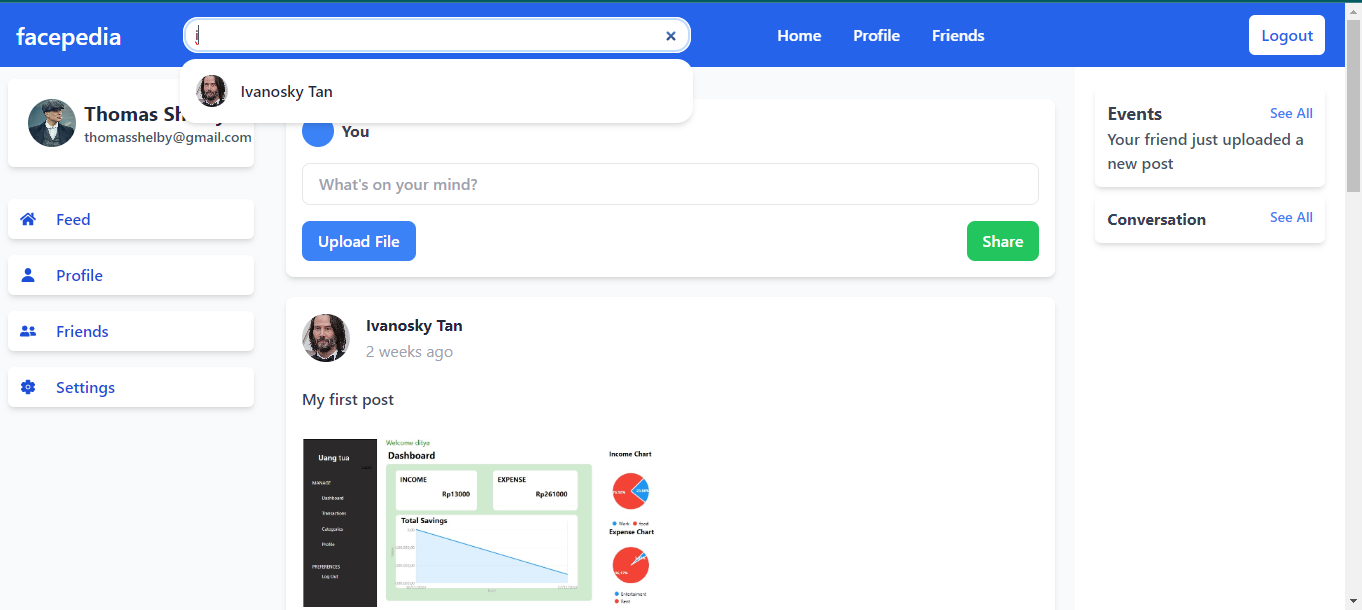 facepedia
Home Profile Friends
Logout
Ivanosky Tan
Thomas Sh
thomasshelby@gmail.com
Feed
Profile
Friends
Settings
You
What's on your mind?
Upload File
Share
Ivanosky Tan
2 weeks ago
My first post
Uang tua
MANAGE
Dashboard
Transactions
Categories
Profile
PREFERENCES
Log Out
Welcome ditya
Dashboard
INCOME
Rp13000
EXPENSE
Rp261000
Total Savings
Income Chart
Work Food
Expense Chart
Entertainment
Rent
Events
See All
Your friend just uploaded a
new post
Conversation
See All